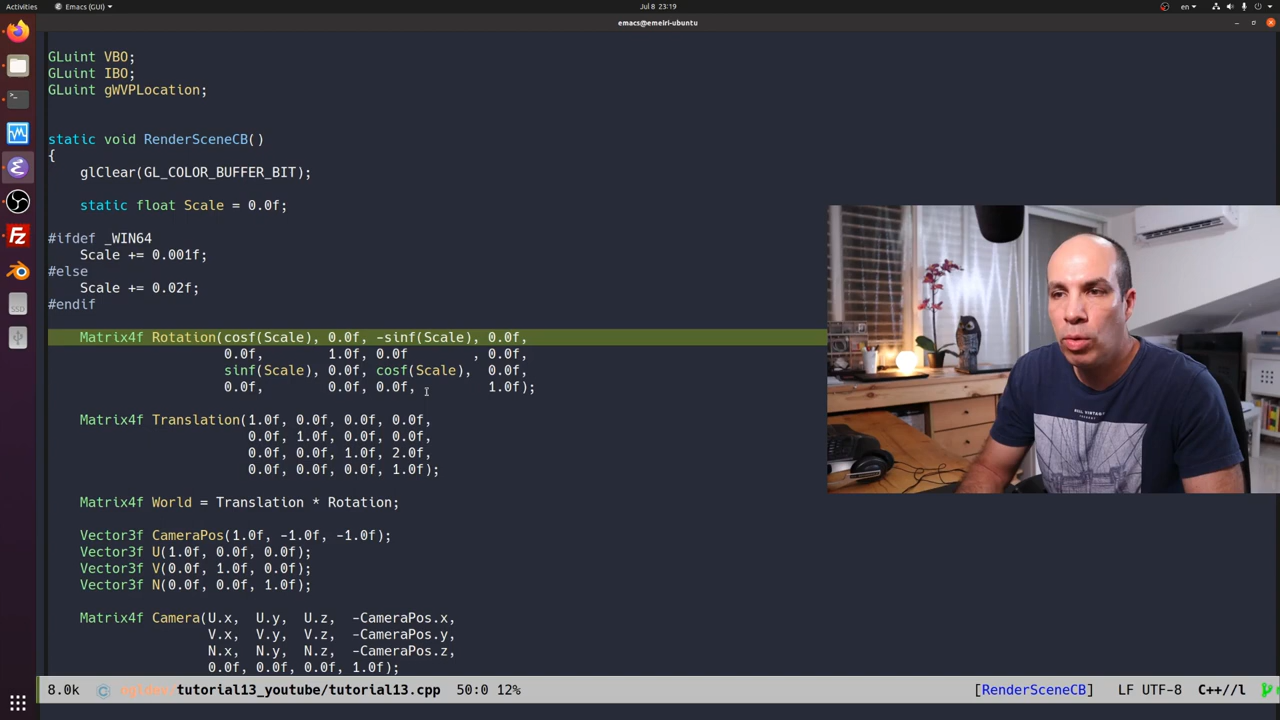 Activities Emacs (GUI) Jul 8 23:19 en
emacs@emeiri-ubuntu
GLuint VBO;
GLuint IBO;
GLuint gWVPLocation;
static void RenderSceneCB()
{
glClear(GL_COLOR_BUFFER_BIT);
static float Scale = 0.0f;
#ifdef _WIN64
Scale += 0.001f;
#else
Scale += 0.02f;
#endif
Matrix4f Rotation(cosf(Scale), 0.0f, -sinf(Scale), 0.0f,
0.0f, 1.0f, 0.0f , 0.0f,
sinf(Scale), 0.0f, cosf(Scale), 0.0f,
0.0f, 0.0f, 0.0f, 1.0f);
Matrix4f Translation(1.0f, 0.0f, 0.0f, 0.0f,
0.0f, 1.0f, 0.0f, 0.0f,
0.0f, 0.0f, 1.0f, 2.0f,
0.0f, 0.0f, 0.0f, 1.0f);
Matrix4f World = Translation * Rotation;
Vector3f CameraPos(1.0f, -1.0f, -1.0f);
Vector3f U(1.0f, 0.0f, 0.0f);
Vector3f V(0.0f, 1.0f, 0.0f);
Vector3f N(0.0f, 0.0f, 1.0f);
Matrix4f Camera(U.x, U.y, U.z, -CameraPos.x,
V.x, V.y, V.z, -CameraPos.y,
N.x, N.y, N.z, -CameraPos.z,
0.0f, 0.0f, 0.0f, 1.0f);
8.0k ogldev/tutorial13_youtube/tutorial13.cpp 50:0 12% [RenderSceneCB] LF UTF-8 C++//l